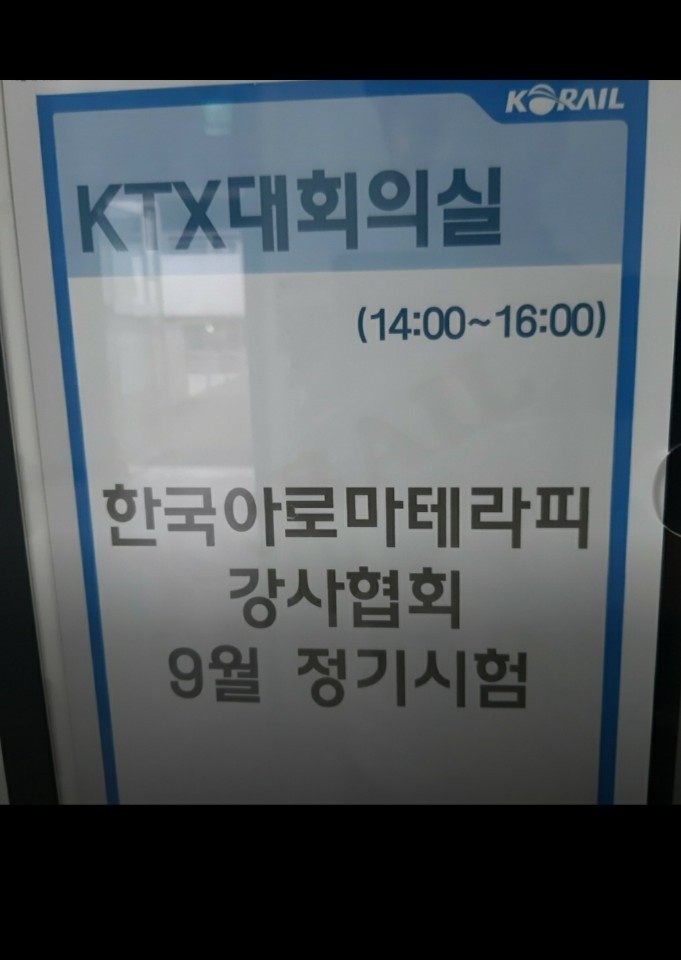 KORAIL
KTX대회의실
(14:00~16:00)
한국아로마테라피
강사협회
9월 정기시험